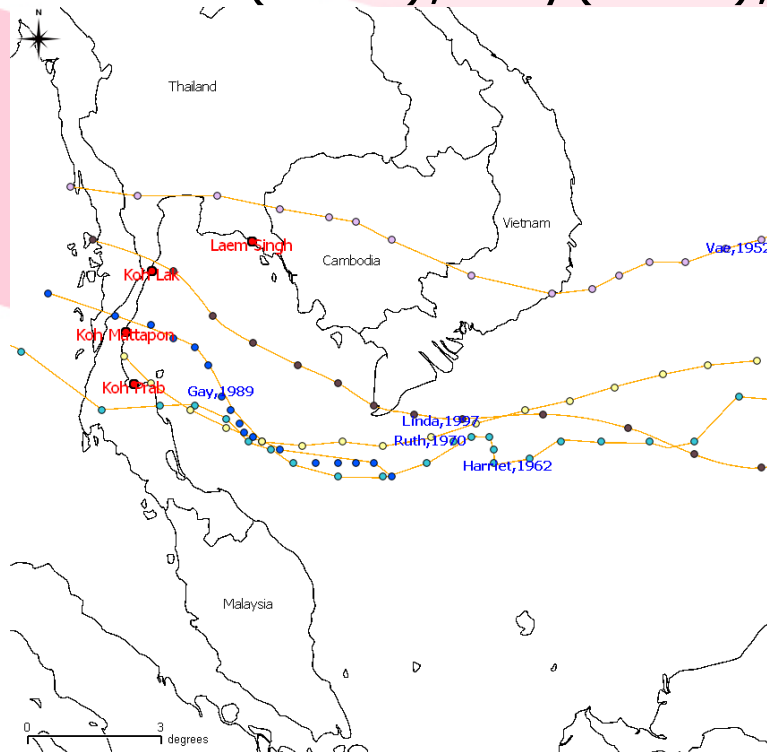 N
Thailand
Vietnam
Laem Singh
Vae,1952
Cambodia
Koh Lak
Koh Mattapon
Koh Prab
Gay,1989
Linda,1997
Ruth,1970
Harriet,1962
Malaysia
0 3
degrees